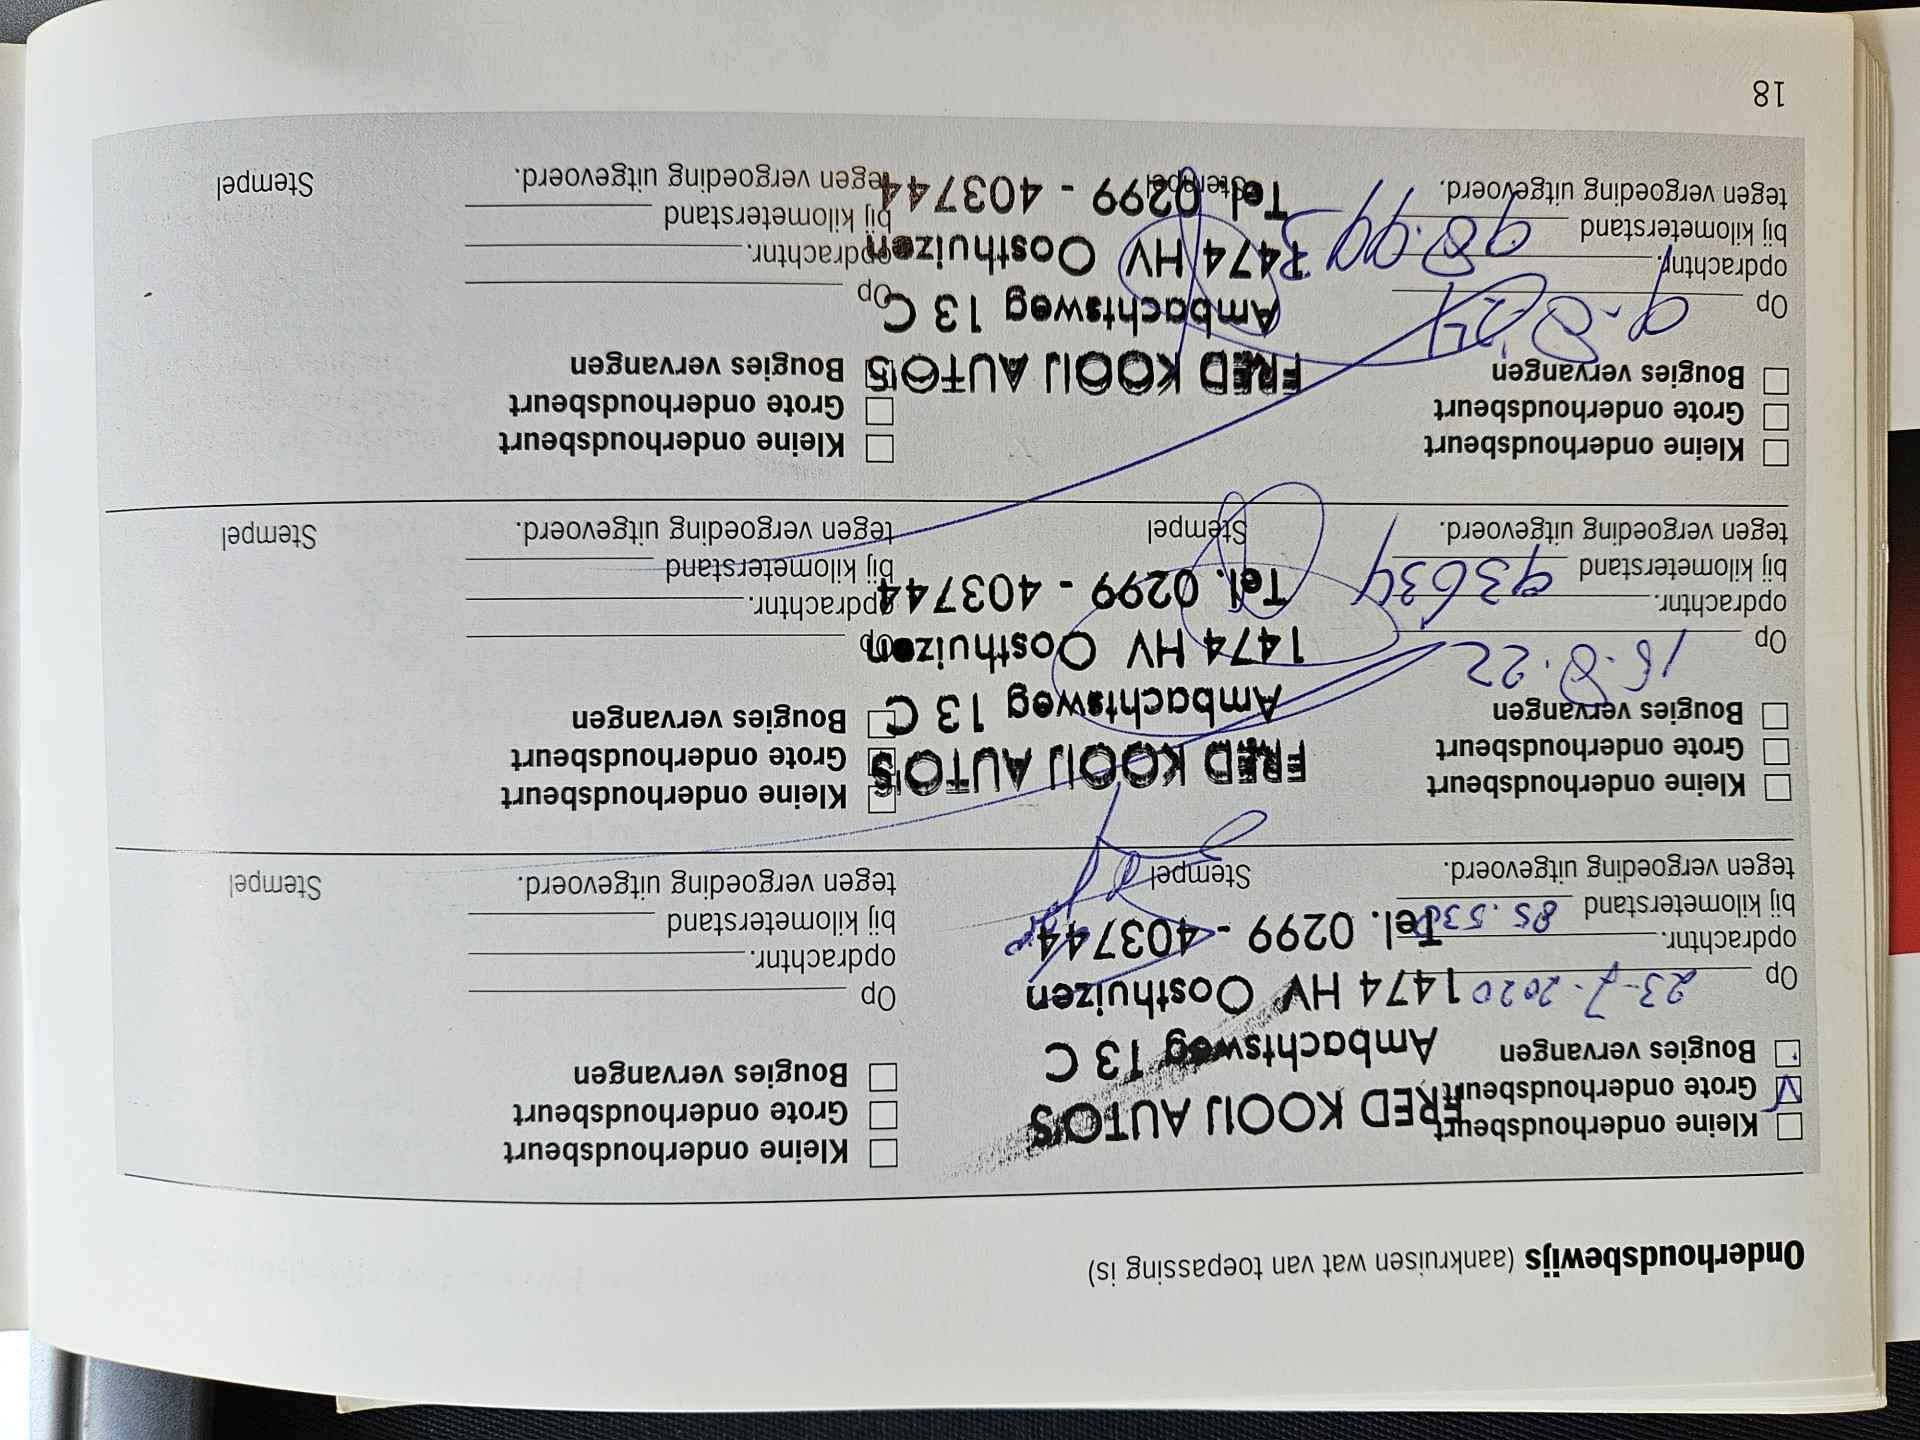 Onderhoudsbewijs (aankruisen wat van toepassing is)
Kleine onderhoudsbeurt
Grote onderhoudsbeurt
Bougies vervangen
Op 23-7-2020
opdrachtnr.
bij kilometerstand 85.53
tegen vergoeding uitgevoerd.
FRED KOOIJ AUTO'S
Ambachtsweg 13 C
1474 HV Oosthuizen
Tel. 0299 - 403744
Stempel
Kleine onderhoudsbeurt
Grote onderhoudsbeurt
Bougies vervangen
Op
opdrachtnr.
bij kilometerstand
tegen vergoeding uitgevoerd.
Stempel
Kleine onderhoudsbeurt
Grote onderhoudsbeurt
Bougies vervangen
Op
opdrachtnr.
bij kilometerstand 93634
tegen vergoeding uitgevoerd.
FRED KOOIJ AUTO'S
Ambachtsweg 13 C
1474 HV Oosthuizen
Tel. 0299 - 403744
Stempel
Kleine onderhoudsbeurt
Grote onderhoudsbeurt
Bougies vervangen
Op
opdrachtnr.
bij kilometerstand
tegen vergoeding uitgevoerd.
Stempel
Kleine onderhoudsbeurt
Grote onderhoudsbeurt
Bougies vervangen
Op 9.8.24
opdrachtnr.
bij kilometerstand
tegen vergoeding uitgevoerd.
FRED KOOIJ AUTO'S
Ambachtsweg 13 C
1474 HV Oosthuizen
Tel. 0299 - 403744
Stempel
Kleine onderhoudsbeurt
Grote onderhoudsbeurt
Bougies vervangen
Op
opdrachtnr.
bij kilometerstand
tegen vergoeding uitgevoerd.
Stempel
18